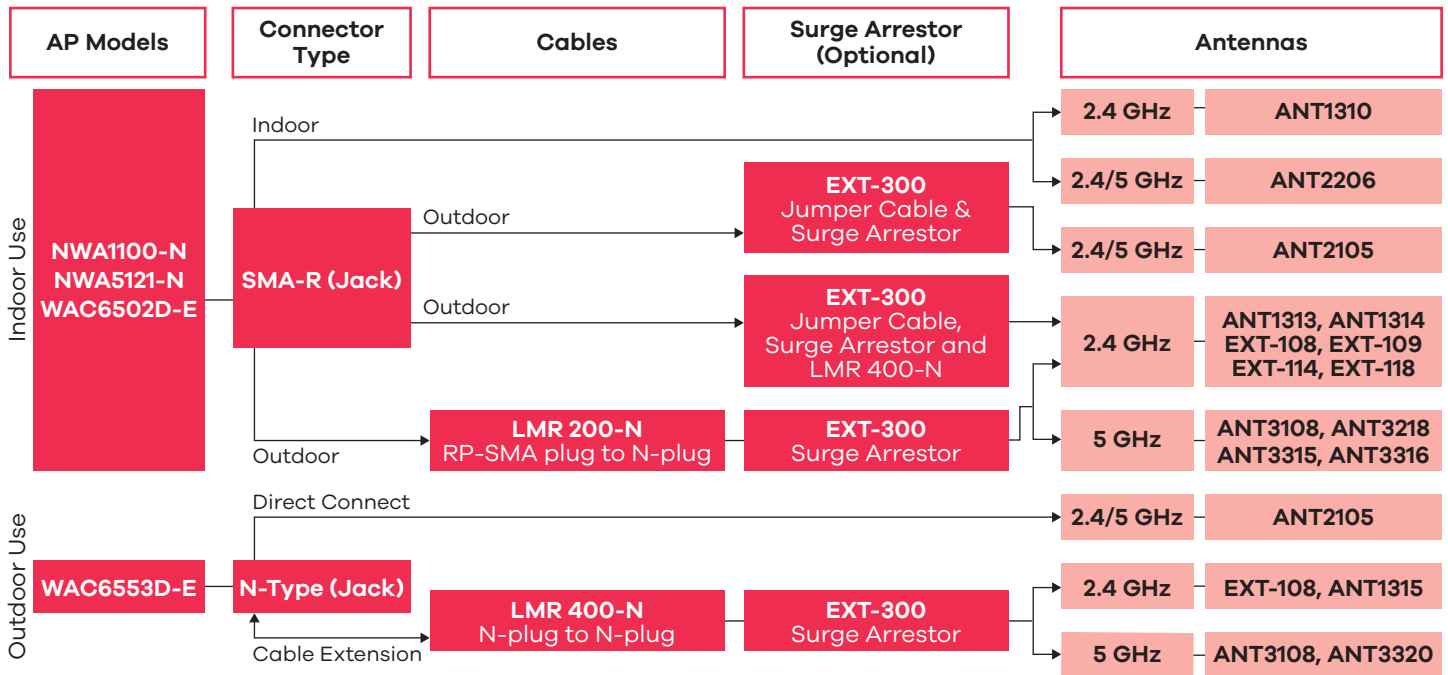 AP Models
Connector
Type
Cables
Surge Arrestor
(Optional)
Antennas
Indoor Use
NWA1100-N
NWA5121-N
WAC6502D-E
SMA-R (Jack)
Indoor
2.4 GHz
ANT1310
2.4/5 GHz
ANT2206
Outdoor
EXT-300
Jumper Cable &
Surge Arrestor
2.4/5 GHz
ANT2105
Outdoor
EXT-300
Jumper Cable,
Surge Arrestor and
LMR 400-N
2.4 GHz
ANT1313, ANT1314
EXT-108, EXT-109
EXT-114, EXT-118
Outdoor
LMR 200-N
RP-SMA plug to N-plug
EXT-300
Surge Arrestor
5 GHz
ANT3108, ANT3218
ANT3315, ANT3316
Outdoor Use
WAC6553D-E
N-Type (Jack)
Direct Connect
2.4/5 GHz
ANT2105
Cable Extension
LMR 400-N
N-plug to N-plug
EXT-300
Surge Arrestor
2.4 GHz
EXT-108, ANT1315
5 GHz
ANT3108, ANT3320